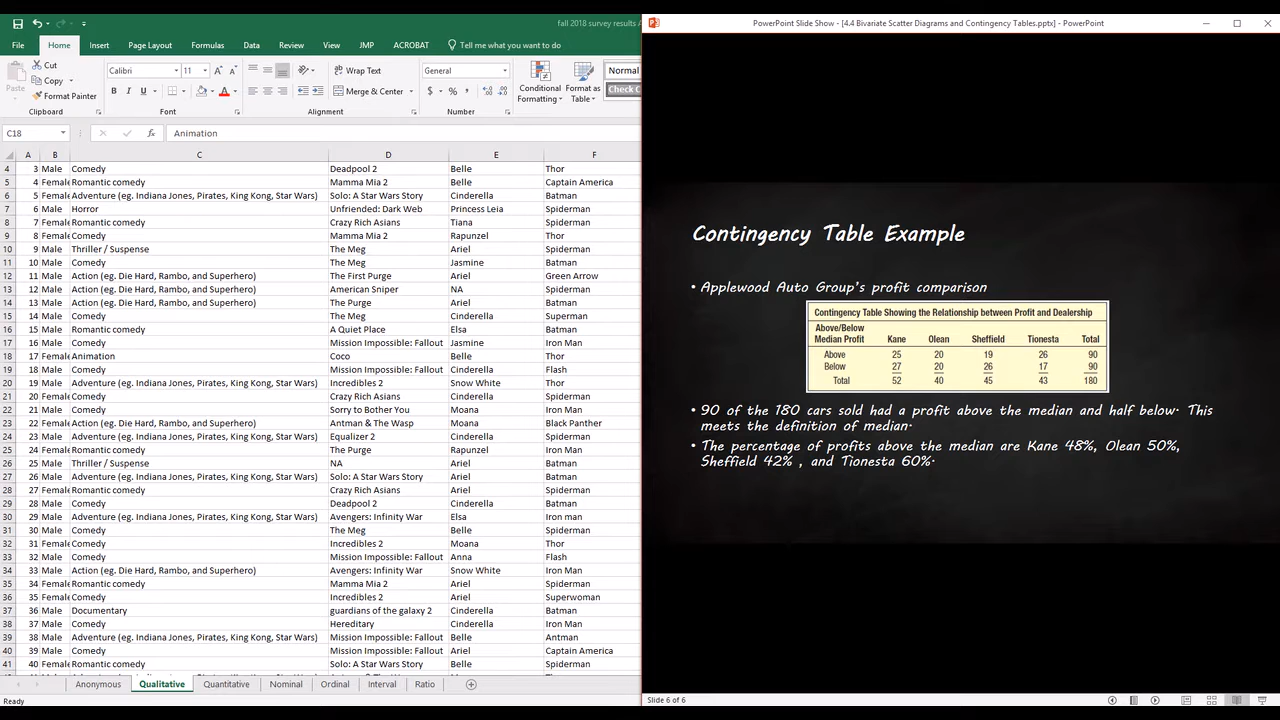 fall 2018 survey results
File Home Insert Page Layout Formulas Data Review View JMP ACROBAT Tell me what you want to do
Paste
Cut
Copy
Format Painter
Clipboard
Calibri 11
B I U
Font
Wrap Text
Merge & Center
Alignment
General
$ % ,
Number
Conditional Formatting
Format as Table
Normal
Check C
C18 fx Animation
A B C D E F
4 3 Male Comedy Deadpool 2 Belle Thor
5 4 Female Romantic comedy Mamma Mia 2 Belle Captain America
6 5 Female Adventure (eg. Indiana Jones, Pirates, King Kong, Star Wars) Solo: A Star Wars Story Cinderella Batman
7 6 Male Horror Unfriended: Dark Web Princess Leia Spiderman
8 7 Female Romantic comedy Crazy Rich Asians Tiana Spiderman
9 8 Female Comedy Mamma Mia 2 Rapunzel Thor
10 9 Male Thriller / Suspense The Meg Ariel Spiderman
11 10 Male Comedy The Meg Jasmine Batman
12 11 Male Action (eg. Die Hard, Rambo, and Superhero) The First Purge Ariel Green Arrow
13 12 Male Action (eg. Die Hard, Rambo, and Superhero) American Sniper NA Spiderman
14 13 Male Action (eg. Die Hard, Rambo, and Superhero) The Purge Ariel Batman
15 14 Male Comedy The Meg Cinderella Superman
16 15 Male Romantic comedy A Quiet Place Elsa Batman
17 16 Male Comedy Mission Impossible: Fallout Jasmine Iron Man
18 17 Female Animation Coco Belle Thor
19 18 Male Comedy Mission Impossible: Fallout Cinderella Flash
20 19 Male Adventure (eg. Indiana Jones, Pirates, King Kong, Star Wars) Incredibles 2 Snow White Thor
21 20 Female Comedy Crazy Rich Asians Cinderella Spiderman
22 21 Male Comedy Sorry to Bother You Moana Iron Man
23 22 Female Action (eg. Die Hard, Rambo, and Superhero) Antman & The Wasp Moana Black Panther
24 23 Male Adventure (eg. Indiana Jones, Pirates, King Kong, Star Wars) Equalizer 2 Cinderella Spiderman
25 24 Female Romantic comedy The Purge Rapunzel Iron Man
26 25 Male Thriller / Suspense NA Ariel Batman
27 26 Male Adventure (eg. Indiana Jones, Pirates, King Kong, Star Wars) Solo: A Star Wars Story Ariel Batman
28 27 Female Romantic comedy Crazy Rich Asians Ariel Spiderman
29 28 Male Comedy Deadpool 2 Cinderella Batman
30 29 Male Adventure (eg. Indiana Jones, Pirates, King Kong, Star Wars) Avengers: Infinity War Elsa Iron man
31 30 Male Comedy The Meg Belle Spiderman
32 31 Female Comedy Incredibles 2 Moana Thor
33 32 Male Comedy Mission Impossible: Fallout Anna Flash
34 33 Male Action (eg. Die Hard, Rambo, and Superhero) Avengers: Infinity War Snow White Iron Man
35 34 Female Romantic comedy Mamma Mia 2 Ariel Spiderman
36 35 Female Comedy Incredibles 2 Ariel Superwoman
37 36 Male Documentary guardians of the galaxy 2 Cinderella Batman
38 37 Male Comedy Hereditary Cinderella Iron Man
39 38 Male Adventure (eg. Indiana Jones, Pirates, King Kong, Star Wars) Mission Impossible: Fallout Belle Antman
40 39 Male Comedy Mission Impossible: Fallout Ariel Captain America
41 40 Female Romantic comedy Solo: A Star Wars Story Belle Spiderman
Anonymous Qualitative Quantitative Nominal Ordinal Interval Ratio
Ready
PowerPoint Slide Show - [4.4 Bivariate Scatter Diagrams and Contingency Tables.pptx] - PowerPoint
Contingency Table Example
• Applewood Auto Group's profit comparison
Contingency Table Showing the Relationship between Profit and Dealership
Above/Below
Median Profit Kane Olean Sheffield Tionesta Total
Above 25 20 19 26 90
Below 27 20 26 17 90
Total 52 40 45 43 180
• 90 of the 180 cars sold had a profit above the median and half below. This
meets the definition of median.
• The percentage of profits above the median are Kane 48%, Olean 50%,
Sheffield 42% , and Tionesta 60%.
Slide 6 of 6